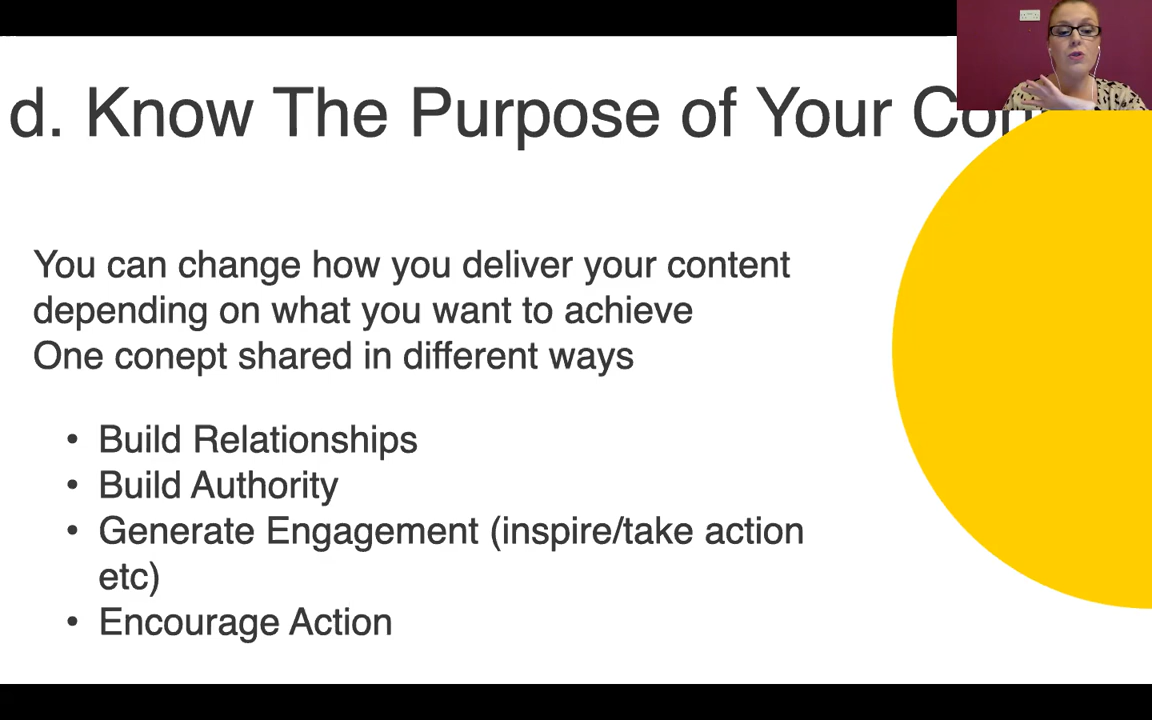 d. Know The Purpose of Your
You can change how you deliver your content
depending on what you want to achieve
One conept shared in different ways
• Build Relationships
• Build Authority
• Generate Engagement (inspire/take action
etc)
• Encourage Action